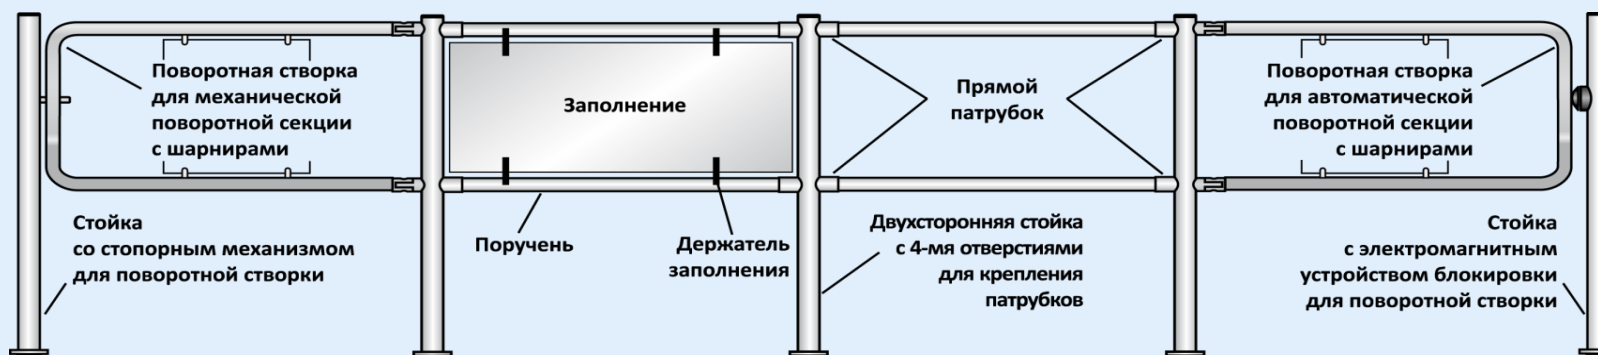 Поворотная створка
для механической
поворотной секции
с шарнирами
Заполнение
Прямой
патрубок
Поворотная створка
для автоматической
поворотной секции
с шарнирами
Стойка
со стопорным механизмом
для поворотной створки
Поручень
Держатель
заполнения
Двухсторонняя стойка
с 4-мя отверстиями
для крепления
патрубков
Стойка
с электромагнитным
устройством блокировки
для поворотной створки